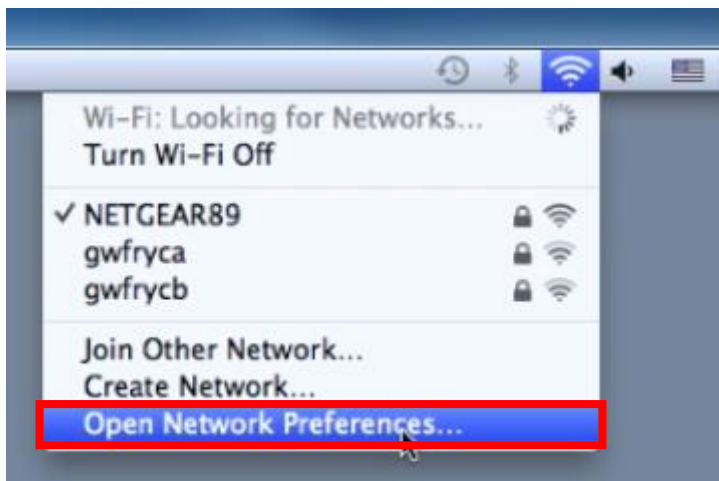 Wi-Fi: Looking for Networks...
Turn Wi-Fi Off
NETGEAR89
gwfryca
gwfrycb
Join Other Network...
Create Network...
Open Network Preferences...